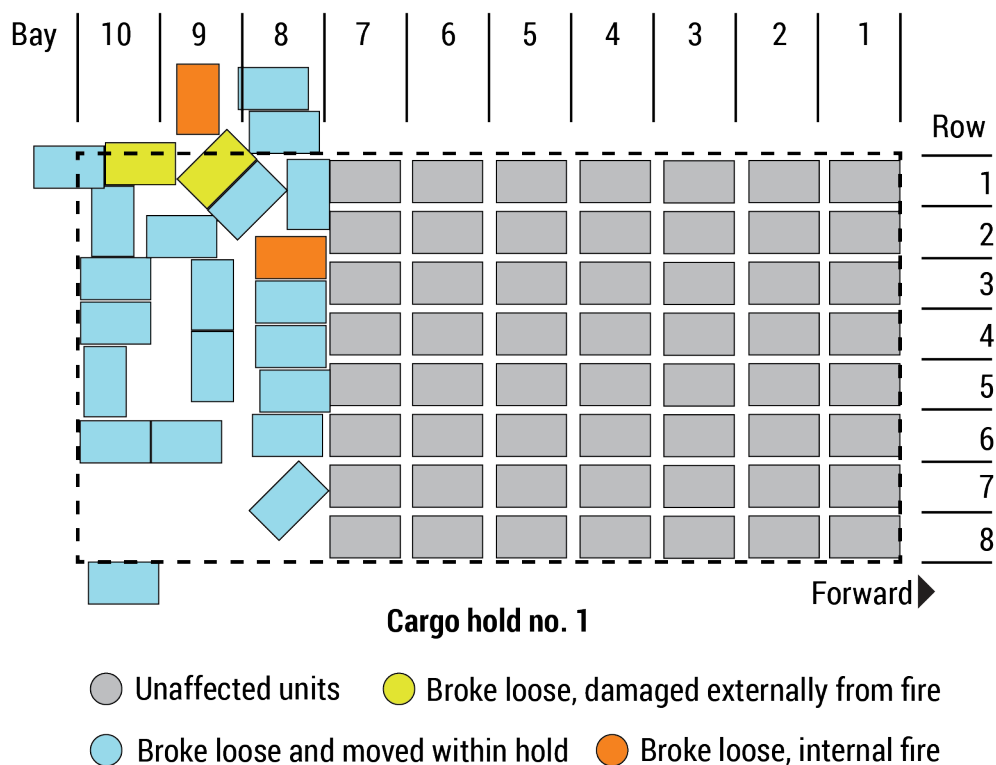 Bay 10 9 8 7 6 5 4 3 2 1
Row
1
2
3
4
5
6
7
8
Forward
Cargo hold no. 1
Unaffected units
Broke loose, damaged externally from fire
Broke loose and moved within hold
Broke loose, internal fire